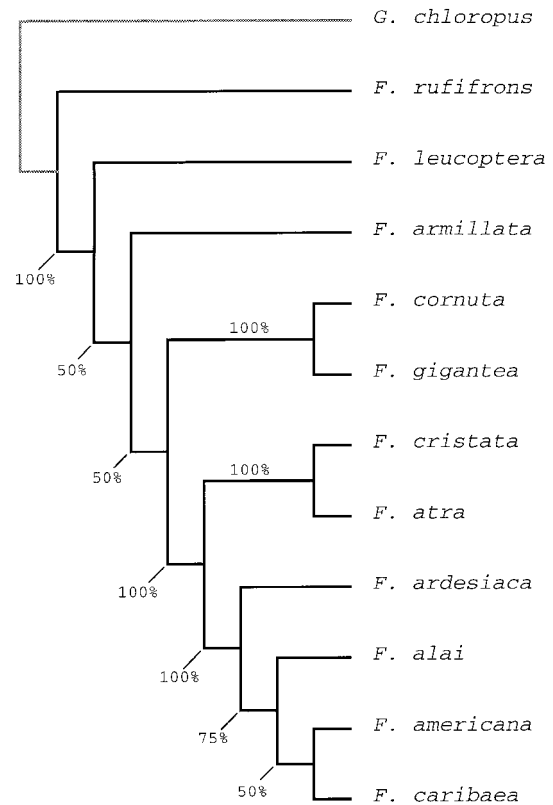 G. chloropus
F. rufifrons
F. leucoptera
F. armillata
100%
F. cornuta
100%
F. gigantea
50%
F. cristata
100%
50%
F. atra
F. ardesiaca
100%
F. alai
100%
F. americana
75%
50%
F. caribaea